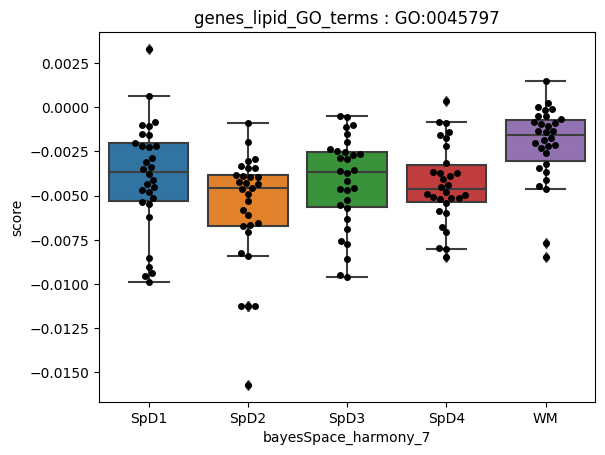 genes_lipid_GO_terms : GO:0045797
0.0025
0.0000
−0.0025
−0.0050
−0.0075
−0.0100
−0.0125
−0.0150
score
SpD1 SpD2 SpD3 SpD4 WM
bayesSpace_harmony_7